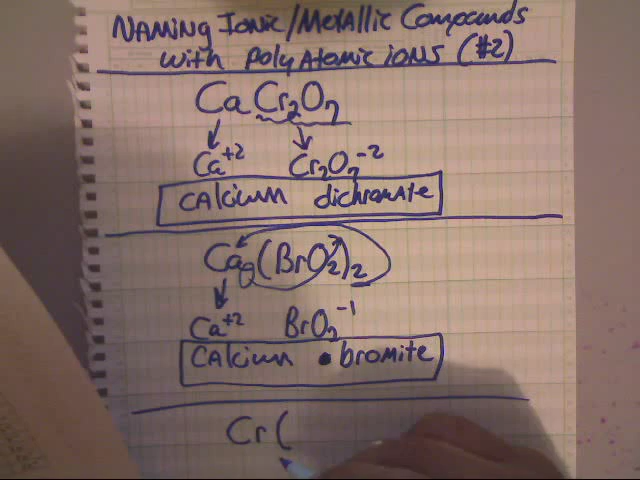 Naming Ionic/Metallic Compounds
with polyAtomic ions (#2)
CaCr₂O₇
Ca⁺² Cr₂O₇⁻²
CAlcium dichromate
Ca(BrO₂)₂
Ca⁺² BrO₂⁻¹
CAlcium bromite
Cr(